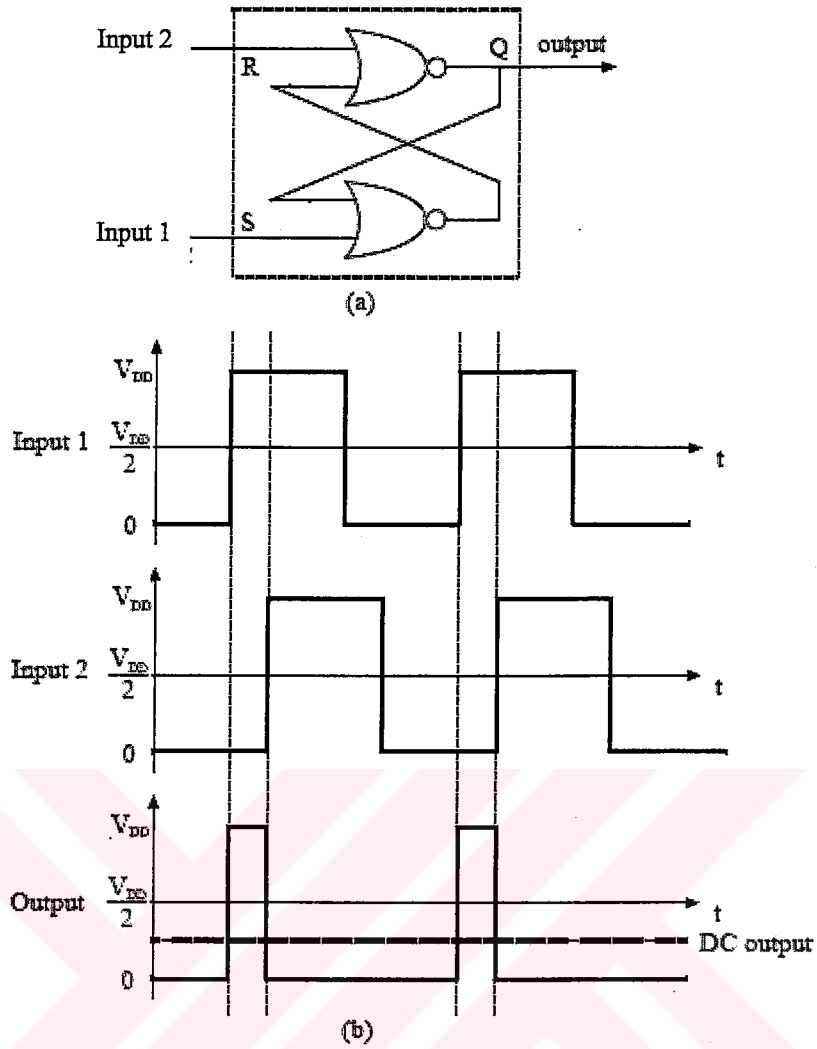 Input 2
R
Q output
Input 1
S
(a)
V_DD
Input 1
V_DD
2
t
0
V_DD
Input 2
V_DD
2
t
0
V_DD
Output
V_DD
2
t
DC output
0
(b)